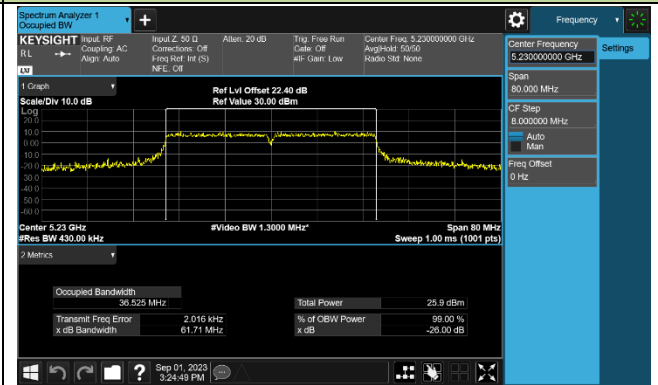 Spectrum Analyzer 1
Occupied BW
Frequency
KEYSIGHT
RL
LXI
Input: RF
Coupling: AC
Align: Auto
Input Z: 50 Ω
Corrections: Off
Freq Ref: Int (S)
NFE: Off
Atten: 20 dB
Trig: Free Run
Gate: Off
#IF Gain: Low
Center Freq: 5.230000000 GHz
Avg|Hold: 50/50
Radio Std: None
Center Frequency
5.230000000 GHz
Settings
Span
80.000 MHz
CF Step
8.000000 MHz
Auto
Man
Freq Offset
0 Hz
1 Graph
Scale/Div 10.0 dB
Ref Lvl Offset 22.40 dB
Ref Value 30.00 dBm
Log
20.0
10.0
0.00
-10.0
-20.0
-30.0
-40.0
-50.0
-60.0
Center 5.23 GHz
#Video BW 1.3000 MHz*
Span 80 MHz
#Res BW 430.00 kHz
Sweep 1.00 ms (1001 pts)
2 Metrics
Occupied Bandwidth
36.525 MHz
Total Power 25.9 dBm
Transmit Freq Error 2.016 kHz
% of OBW Power 99.00 %
x dB Bandwidth 61.71 MHz
x dB -26.00 dB
?
Sep 01, 2023
3:24:49 PM